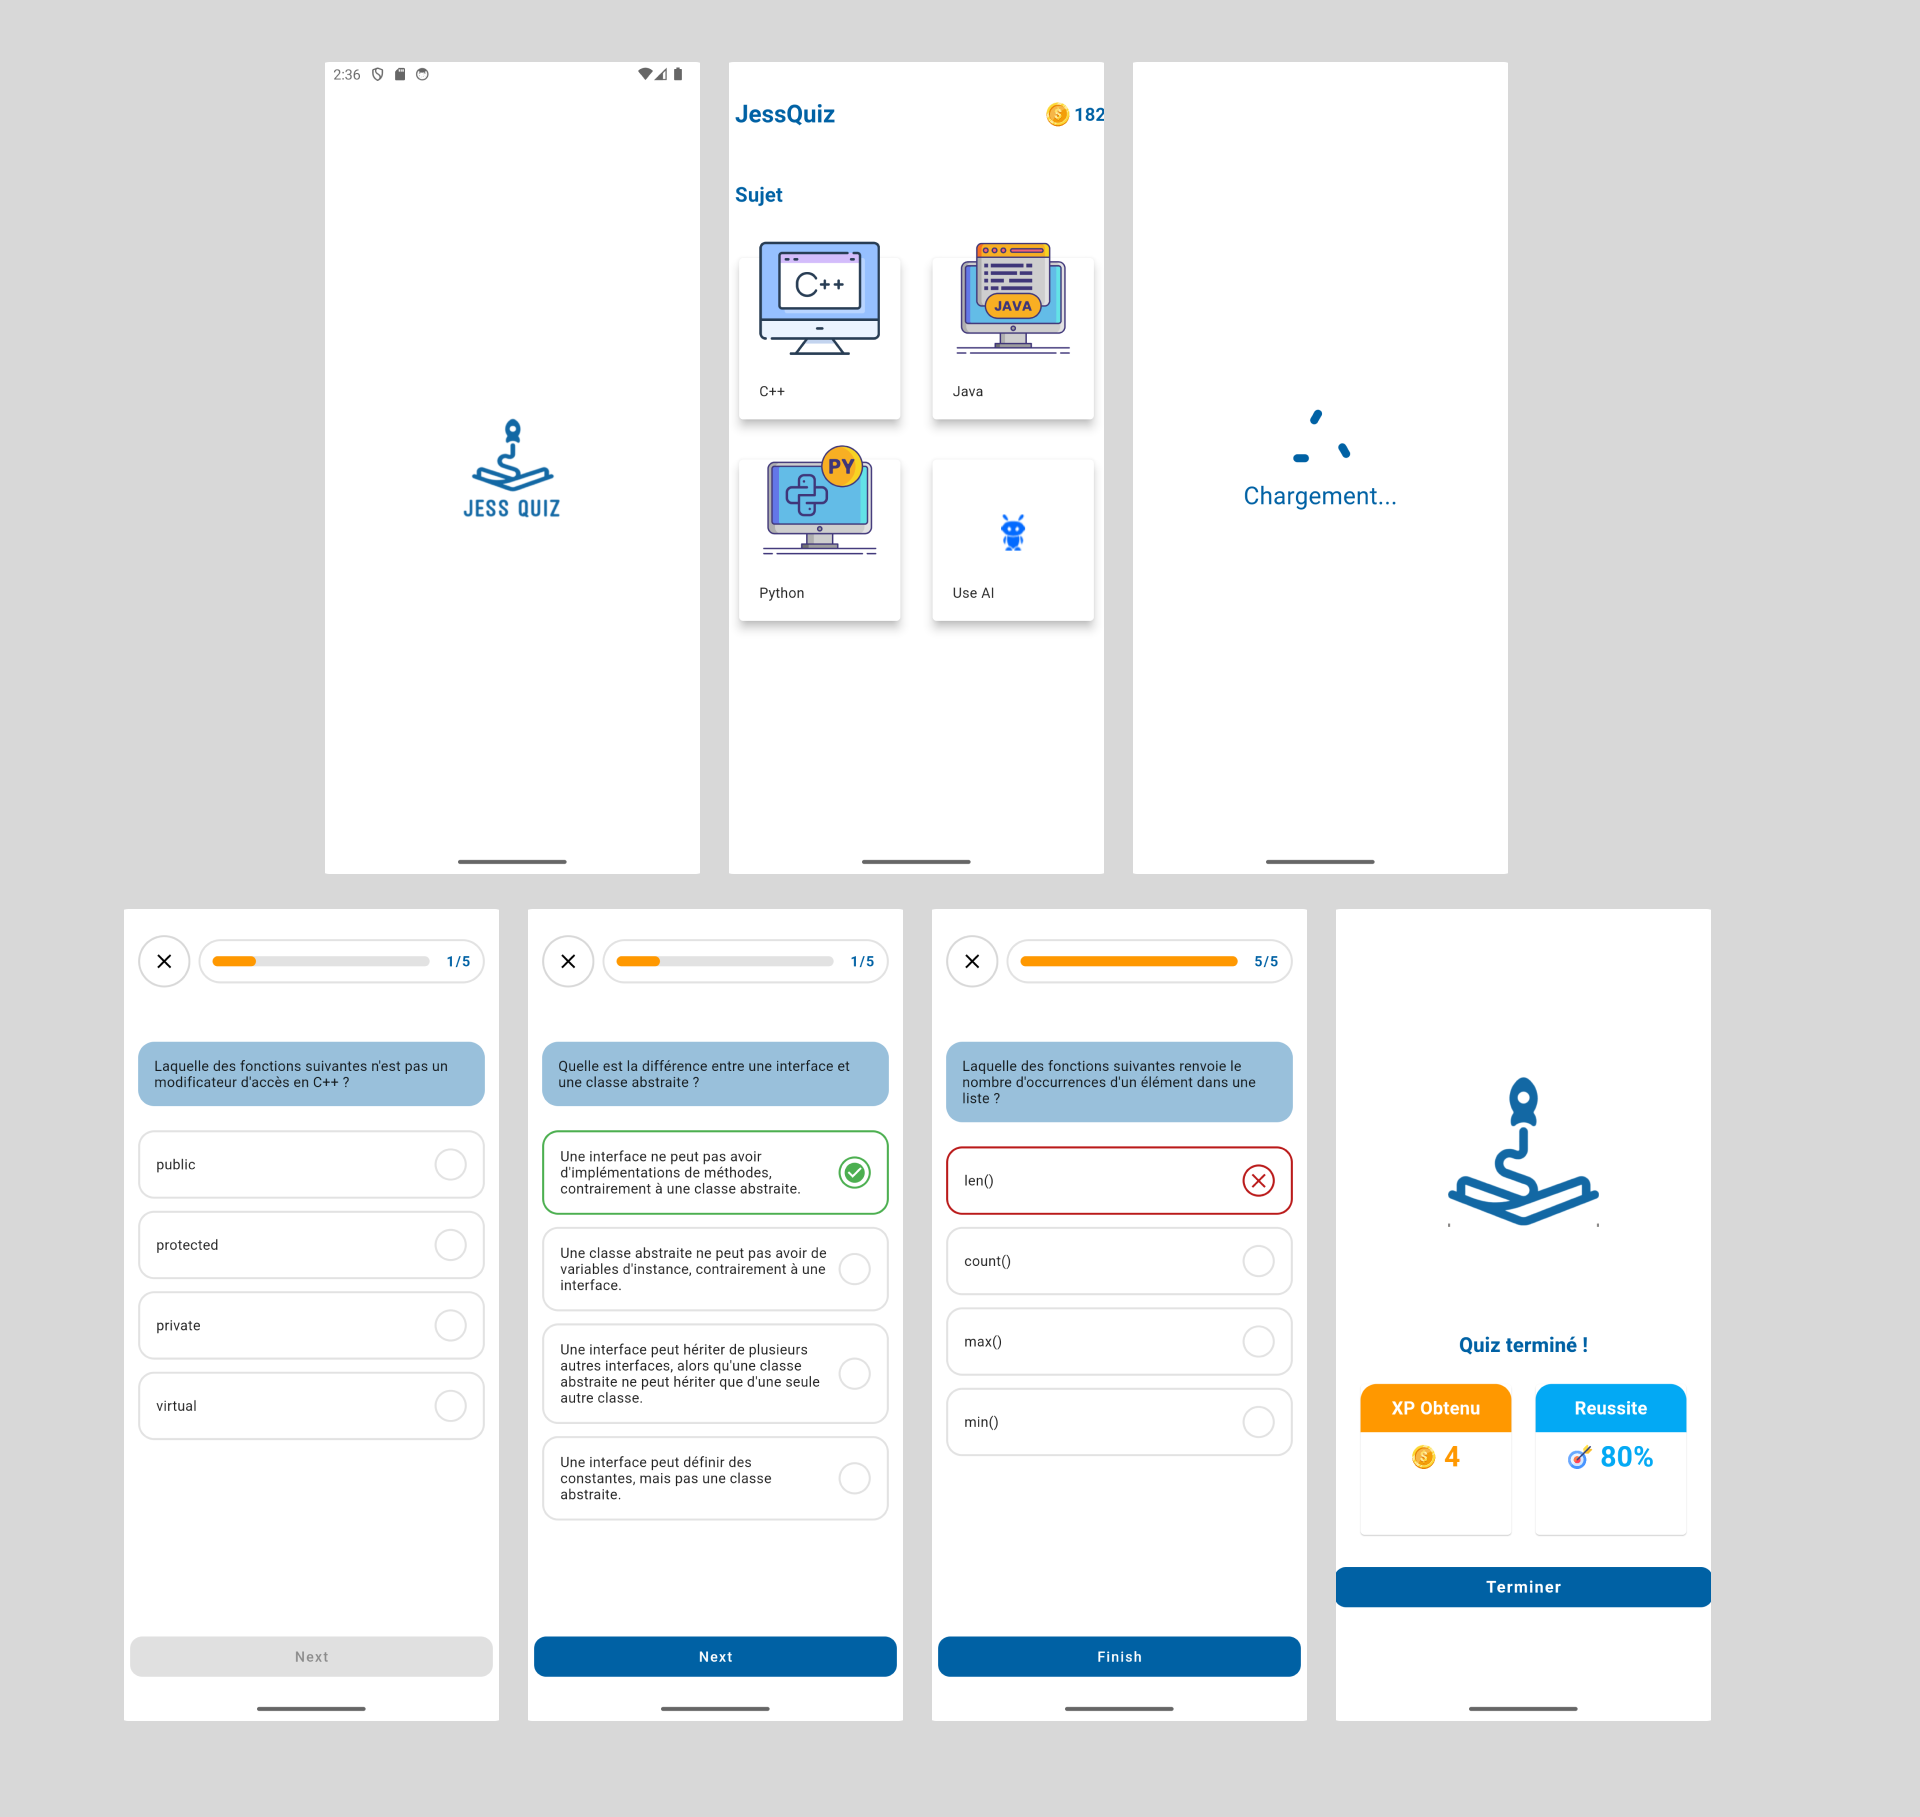 2:36
JESS QUIZ
JessQuiz
182
Sujet
C++
C++
JAVA
Java
PY
Python
Use AI
Chargement...
1/5
Laquelle des fonctions suivantes n'est pas un
modificateur d'accès en C++ ?
public
protected
private
virtual
Next
1/5
Quelle est la différence entre une interface et
une classe abstraite ?
Une interface ne peut pas avoir
d'implémentations de méthodes,
contrairement à une classe abstraite.
Une classe abstraite ne peut pas avoir de
variables d'instance, contrairement à une
interface.
Une interface peut hériter de plusieurs
autres interfaces, alors qu'une classe
abstraite ne peut hériter que d'une seule
autre classe.
Une interface peut définir des
constantes, mais pas une classe
abstraite.
Next
5/5
Laquelle des fonctions suivantes renvoie le
nombre d'occurrences d'un élément dans une
liste ?
len()
count()
max()
min()
Finish
Quiz terminé !
XP Obtenu
4
Reussite
80%
Terminer